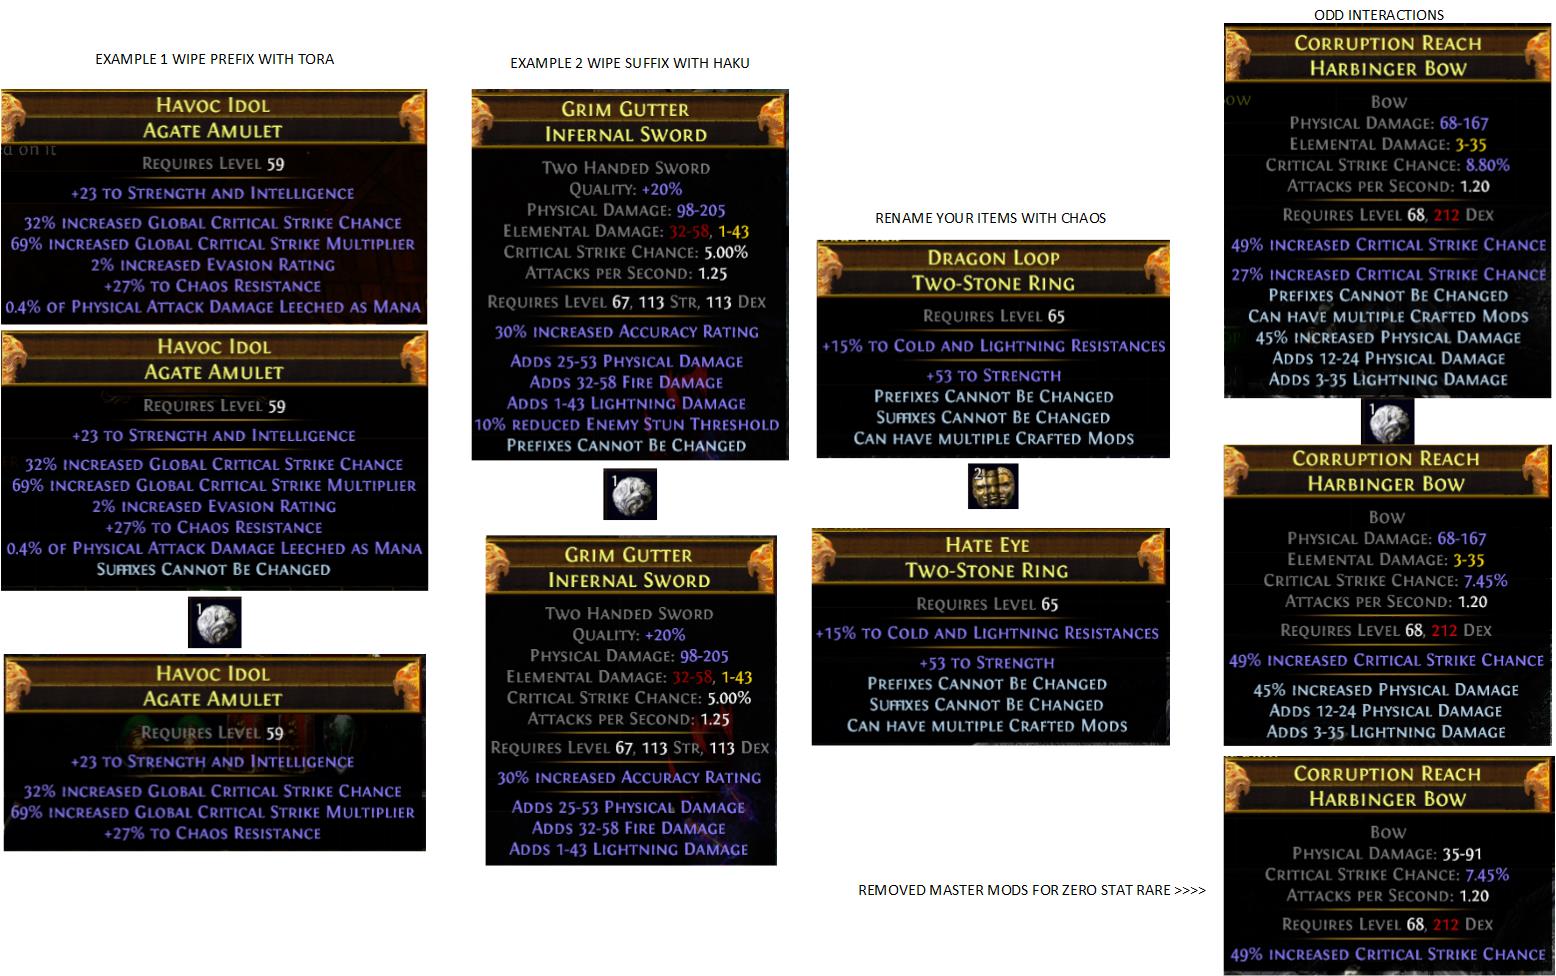 EXAMPLE 1 WIPE PREFIX WITH TORA
HAVOC IDOL
AGATE AMULET
d on it
REQUIRES LEVEL 59
+23 TO STRENGTH AND INTELLIGENCE
32% INCREASED GLOBAL CRITICAL STRIKE CHANCE
69% INCREASED GLOBAL CRITICAL STRIKE MULTIPLIER
2% INCREASED EVASION RATING
+27% TO CHAOS RESISTANCE
0.4% OF PHYSICAL ATTACK DAMAGE LEECHED AS MANA
HAVOC IDOL
AGATE AMULET
REQUIRES LEVEL 59
+23 TO STRENGTH AND INTELLIGENCE
32% INCREASED GLOBAL CRITICAL STRIKE CHANCE
69% INCREASED GLOBAL CRITICAL STRIKE MULTIPLIER
2% INCREASED EVASION RATING
+27% TO CHAOS RESISTANCE
0.4% OF PHYSICAL ATTACK DAMAGE LEECHED AS MANA
SUFFIXES CANNOT BE CHANGED
1
HAVOC IDOL
AGATE AMULET
REQUIRES LEVEL 59
+23 TO STRENGTH AND INTELLIGENCE
32% INCREASED GLOBAL CRITICAL STRIKE CHANCE
69% INCREASED GLOBAL CRITICAL STRIKE MULTIPLIER
+27% TO CHAOS RESISTANCE
EXAMPLE 2 WIPE SUFFIX WITH HAKU
GRIM GUTTER
INFERNAL SWORD
TWO HANDED SWORD
QUALITY: +20%
PHYSICAL DAMAGE: 98-205
ELEMENTAL DAMAGE: 32-58, 1-43
CRITICAL STRIKE CHANCE: 5.00%
ATTACKS PER SECOND: 1.25
REQUIRES LEVEL 67, 113 STR, 113 DEX
30% INCREASED ACCURACY RATING
ADDS 25-53 PHYSICAL DAMAGE
ADDS 32-58 FIRE DAMAGE
ADDS 1-43 LIGHTNING DAMAGE
10% REDUCED ENEMY STUN THRESHOLD
PREFIXES CANNOT BE CHANGED
1
GRIM GUTTER
INFERNAL SWORD
TWO HANDED SWORD
QUALITY: +20%
PHYSICAL DAMAGE: 98-205
ELEMENTAL DAMAGE: 32-58, 1-43
CRITICAL STRIKE CHANCE: 5.00%
ATTACKS PER SECOND: 1.25
REQUIRES LEVEL 67, 113 STR, 113 DEX
30% INCREASED ACCURACY RATING
ADDS 25-53 PHYSICAL DAMAGE
ADDS 32-58 FIRE DAMAGE
ADDS 1-43 LIGHTNING DAMAGE
RENAME YOUR ITEMS WITH CHAOS
DRAGON LOOP
TWO-STONE RING
REQUIRES LEVEL 65
+15% TO COLD AND LIGHTNING RESISTANCES
+53 TO STRENGTH
PREFIXES CANNOT BE CHANGED
SUFFIXES CANNOT BE CHANGED
CAN HAVE MULTIPLE CRAFTED MODS
2
HATE EYE
TWO-STONE RING
REQUIRES LEVEL 65
+15% TO COLD AND LIGHTNING RESISTANCES
+53 TO STRENGTH
PREFIXES CANNOT BE CHANGED
SUFFIXES CANNOT BE CHANGED
CAN HAVE MULTIPLE CRAFTED MODS
REMOVED MASTER MODS FOR ZERO STAT RARE >>>>
ODD INTERACTIONS
CORRUPTION REACH
HARBINGER BOW
BOW
PHYSICAL DAMAGE: 68-167
ELEMENTAL DAMAGE: 3-35
CRITICAL STRIKE CHANCE: 8.80%
ATTACKS PER SECOND: 1.20
REQUIRES LEVEL 68, 212 DEX
49% INCREASED CRITICAL STRIKE CHANCE
27% INCREASED CRITICAL STRIKE CHANCE
PREFIXES CANNOT BE CHANGED
CAN HAVE MULTIPLE CRAFTED MODS
45% INCREASED PHYSICAL DAMAGE
ADDS 12-24 PHYSICAL DAMAGE
ADDS 3-35 LIGHTNING DAMAGE
1
CORRUPTION REACH
HARBINGER BOW
BOW
PHYSICAL DAMAGE: 68-167
ELEMENTAL DAMAGE: 3-35
CRITICAL STRIKE CHANCE: 7.45%
ATTACKS PER SECOND: 1.20
REQUIRES LEVEL 68, 212 DEX
49% INCREASED CRITICAL STRIKE CHANCE
45% INCREASED PHYSICAL DAMAGE
ADDS 12-24 PHYSICAL DAMAGE
ADDS 3-35 LIGHTNING DAMAGE
CORRUPTION REACH
HARBINGER BOW
BOW
PHYSICAL DAMAGE: 35-91
CRITICAL STRIKE CHANCE: 7.45%
ATTACKS PER SECOND: 1.20
REQUIRES LEVEL 68, 212 DEX
49% INCREASED CRITICAL STRIKE CHANCE